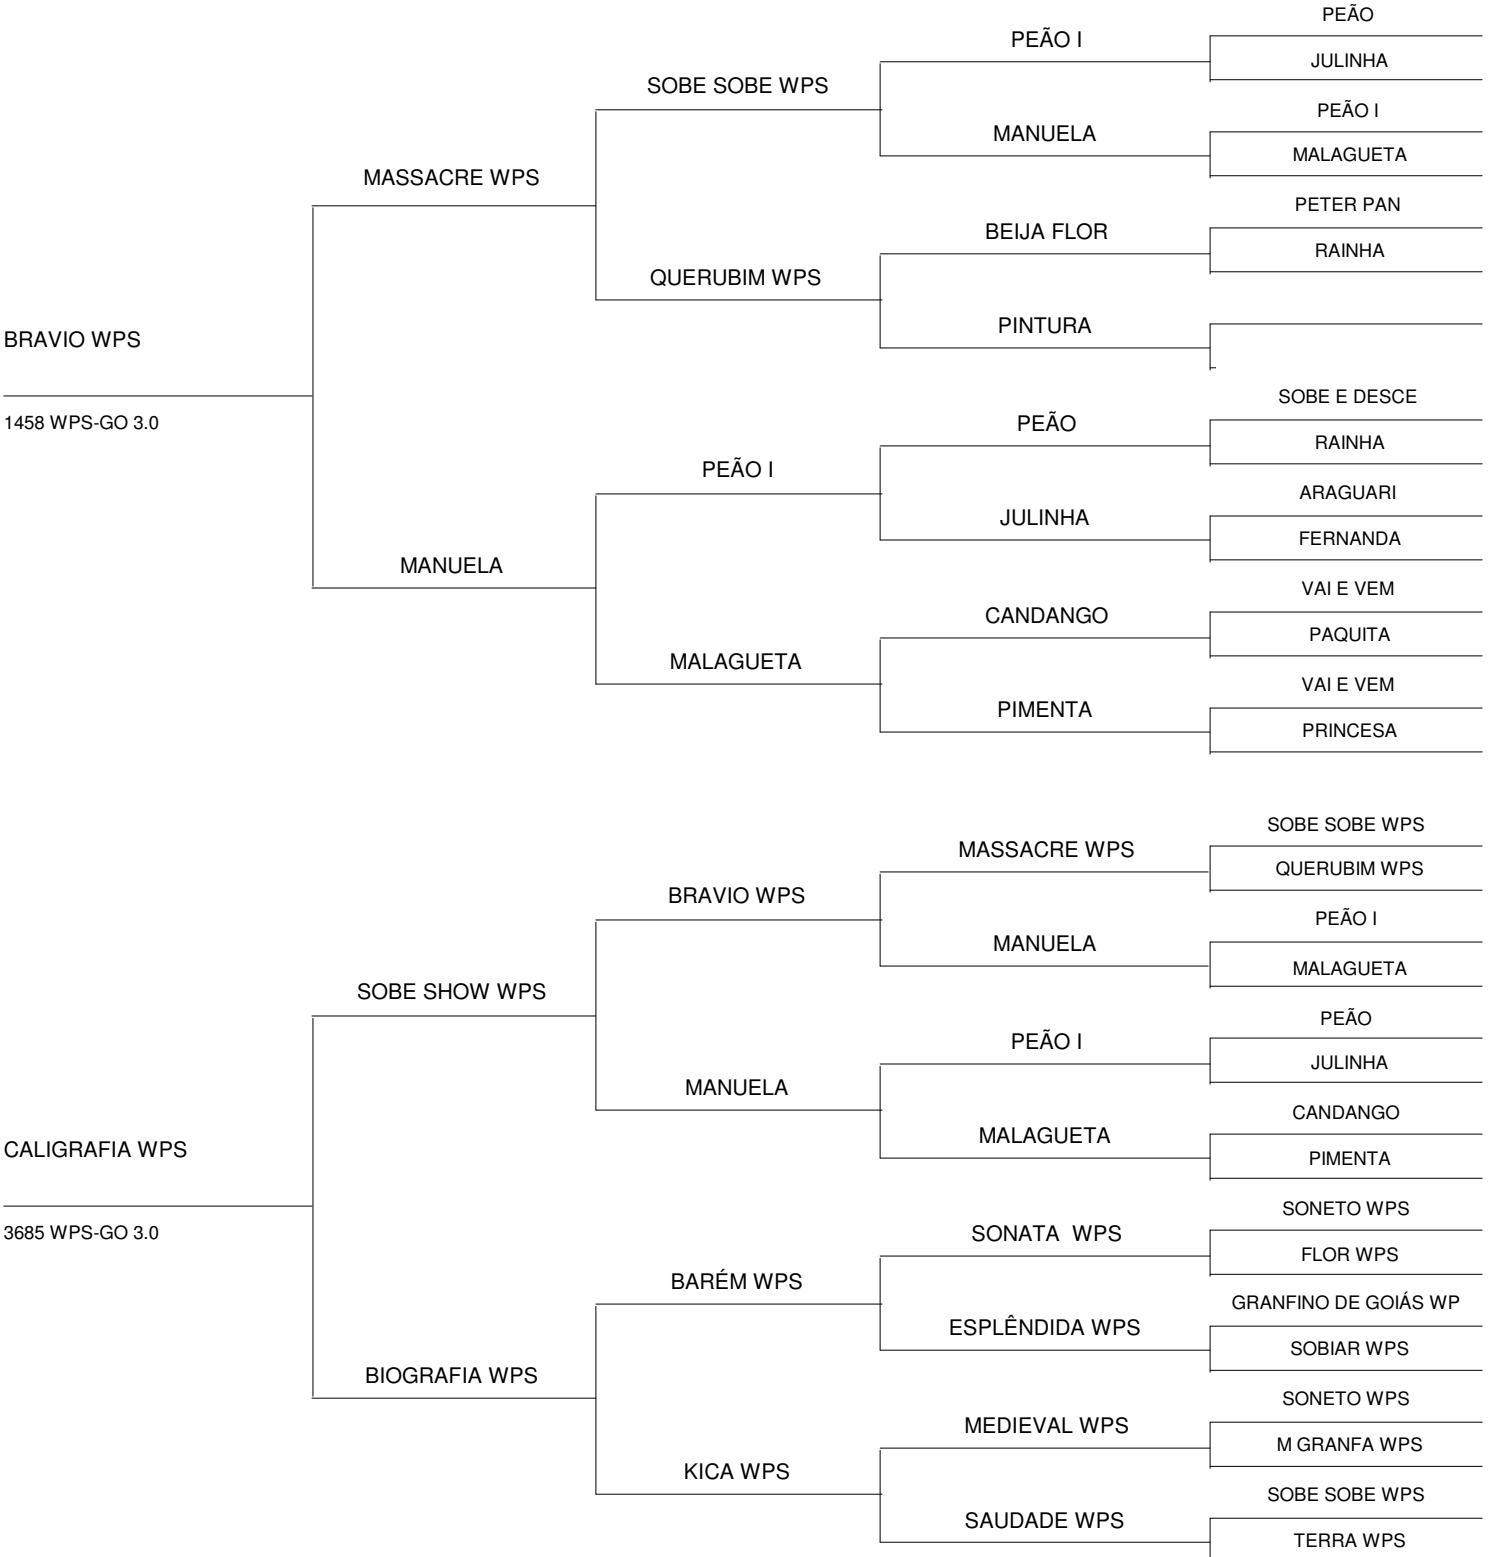 PEÃO
PEÃO I
JULINHA
SOBE SOBE WPS
PEÃO I
MANUELA
MALAGUETA
MASSACRE WPS
PETER PAN
BEIJA FLOR
RAINHA
QUERUBIM WPS
PINTURA
BRAVIO WPS
SOBE E DESCE
1458 WPS-GO 3.0
PEÃO
RAINHA
PEÃO I
ARAGUARI
JULINHA
FERNANDA
MANUELA
VAI E VEM
CANDANGO
PAQUITA
MALAGUETA
VAI E VEM
PIMENTA
PRINCESA
SOBE SOBE WPS
MASSACRE WPS
QUERUBIM WPS
BRAVIO WPS
PEÃO I
MANUELA
MALAGUETA
SOBE SHOW WPS
PEÃO
PEÃO I
JULINHA
MANUELA
CANDANGO
MALAGUETA
CALIGRAFIA WPS
PIMENTA
SONETO WPS
3685 WPS-GO 3.0
SONATA  WPS
FLOR WPS
BARÉM WPS
GRANFINO DE GOIÁS WP
ESPLÊNDIDA WPS
SOBIAR WPS
BIOGRAFIA WPS
SONETO WPS
MEDIEVAL WPS
M GRANFA WPS
KICA WPS
SOBE SOBE WPS
SAUDADE WPS
TERRA WPS